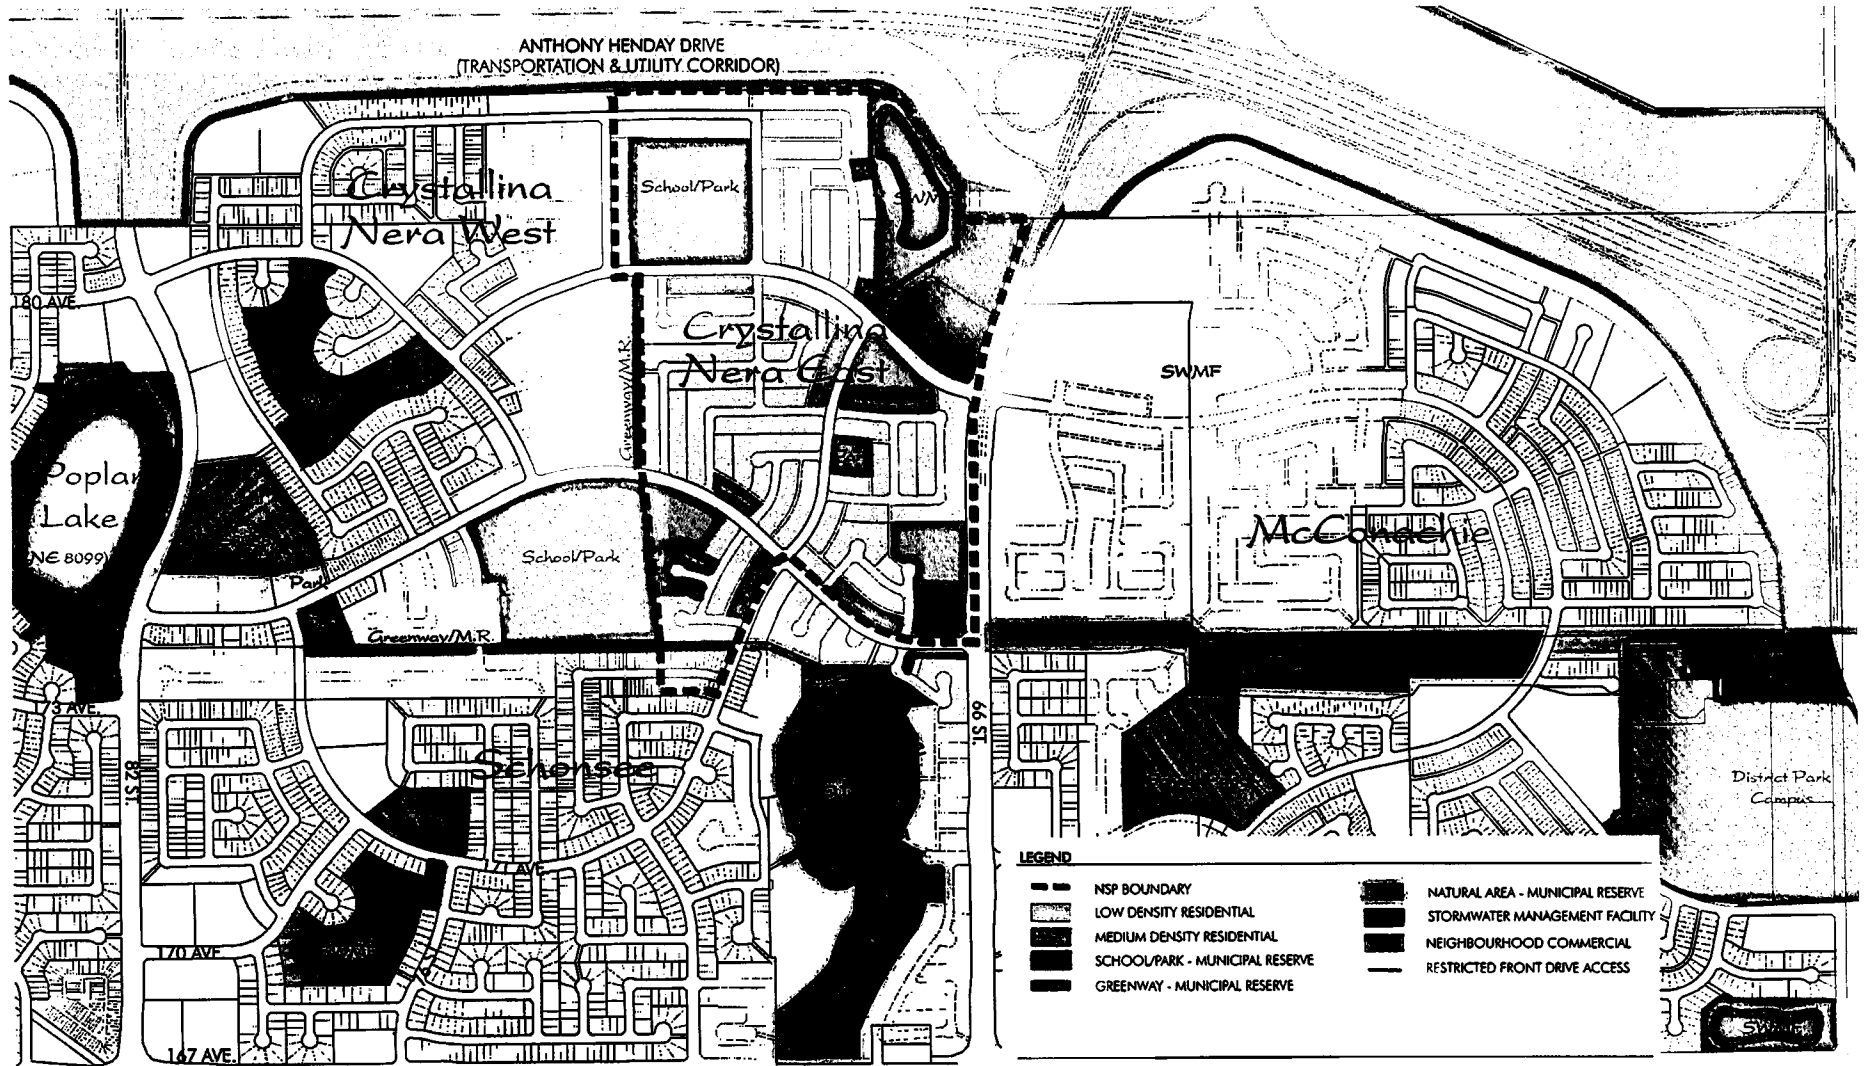 ANTHONY HENDAY DRIVE
(TRANSPORTATION & UTILITY CORRIDOR)
Crystallina
Nera West
School/Park
SWM
180 AVE.
Greenway/M.R.
Crystallina
Nera East
SWMF
Poplar
Lake
(NE 8099)
School/Park
McConachie
Park
Greenway/M.R.
173 AVE.
82 ST.
66 ST.
Schonsee
District Park
Campus
171 AVE.
170 AVE.
167 AVE.
LEGEND
NSP BOUNDARY
LOW DENSITY RESIDENTIAL
MEDIUM DENSITY RESIDENTIAL
SCHOOL/PARK - MUNICIPAL RESERVE
GREENWAY - MUNICIPAL RESERVE
NATURAL AREA - MUNICIPAL RESERVE
STORMWATER MANAGEMENT FACILITY
NEIGHBOURHOOD COMMERCIAL
RESTRICTED FRONT DRIVE ACCESS